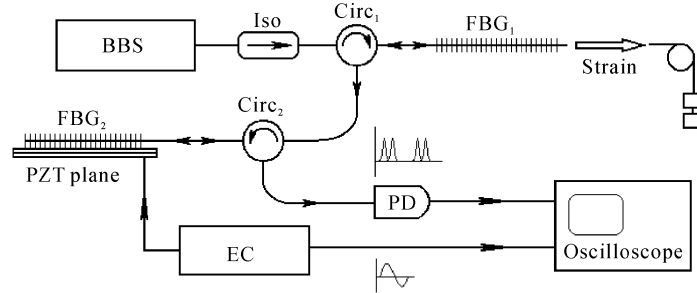 Iso
Circ₁
BBS
FBG₁
Strain
Circ₂
FBG₂
PZT plane
PD
EC
Oscilloscope